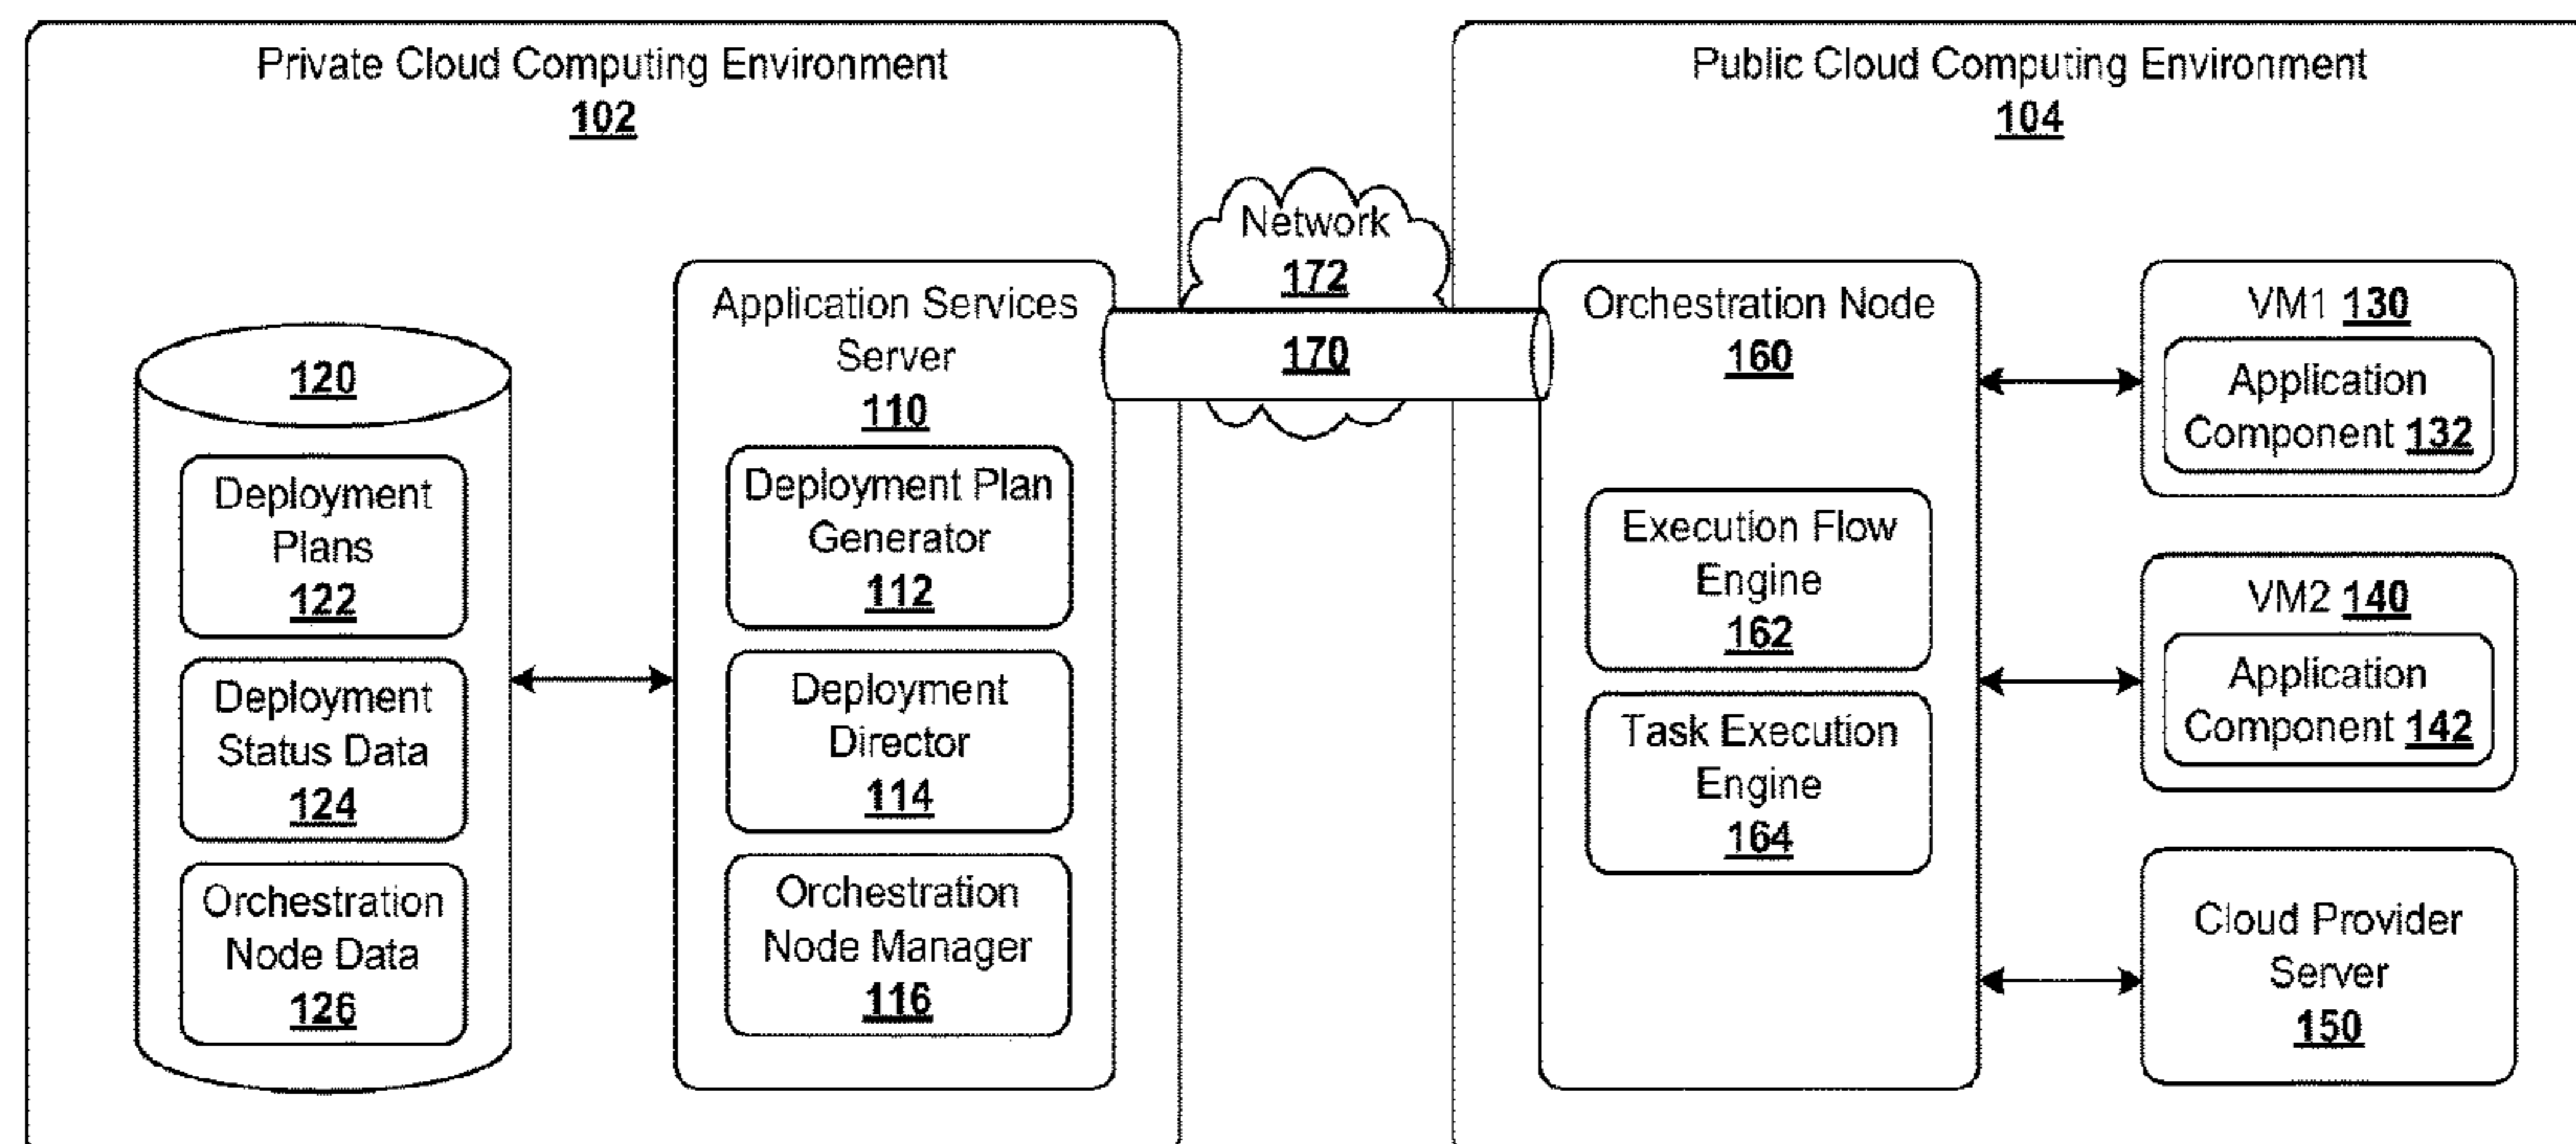 Private Cloud Computing Environment
102
120
Deployment
Plans
122
Deployment
Status Data
124
Orchestration
Node Data
126
Application Services
Server
110
Deployment Plan
Generator
112
Deployment
Director
114
Orchestration
Node Manager
116
Network
172
170
Public Cloud Computing Environment
104
Orchestration Node
160
Execution Flow
Engine
162
Task Execution
Engine
164
VM1 130
Application
Component 132
VM2 140
Application
Component 142
Cloud Provider
Server
150